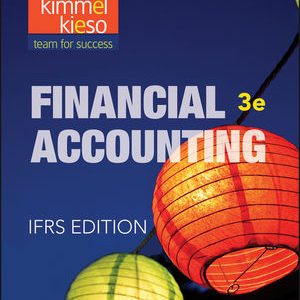 kimmel
kieso
team for success
FINANCIAL 3e
ACCOUNTING
IFRS EDITION